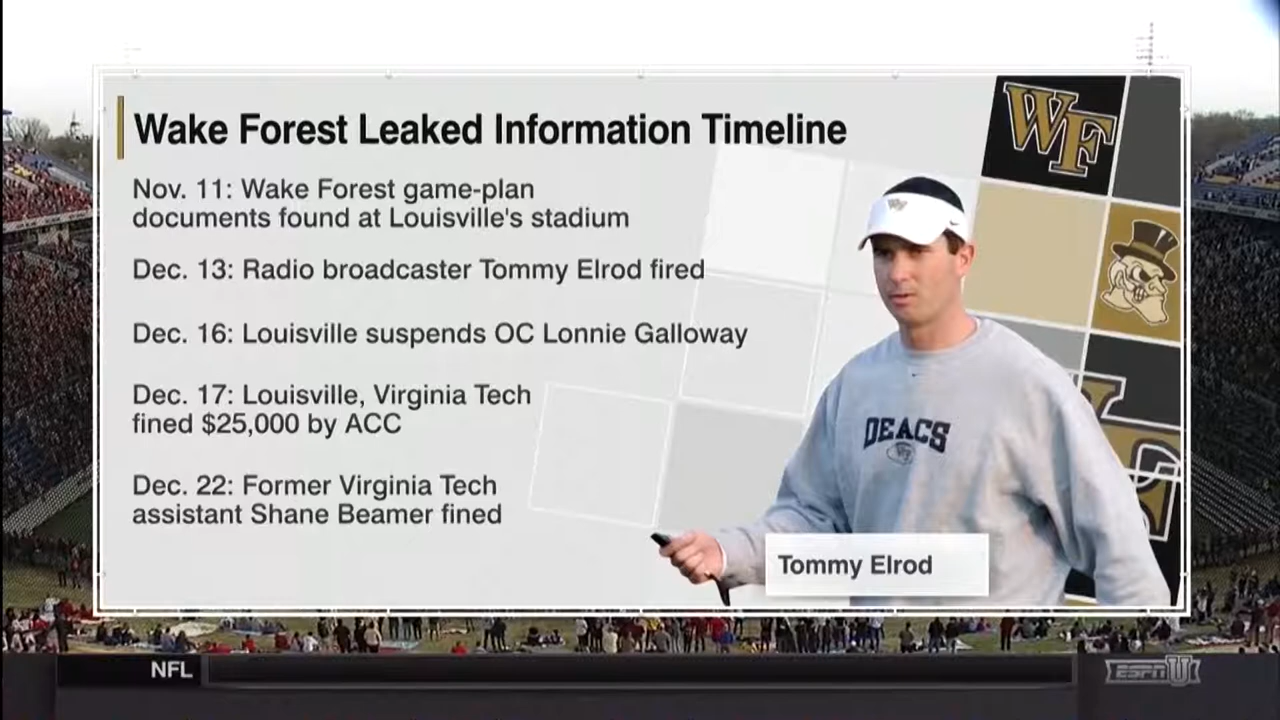 Wake Forest Leaked Information Timeline
WF
Nov. 11: Wake Forest game-plan
documents found at Louisville's stadium
Dec. 13: Radio broadcaster Tommy Elrod fired
Dec. 16: Louisville suspends OC Lonnie Galloway
Dec. 17: Louisville, Virginia Tech
fined $25,000 by ACC
Dec. 22: Former Virginia Tech
assistant Shane Beamer fined
WF
DEACS
WF
Tommy Elrod
NFL
ESPNU